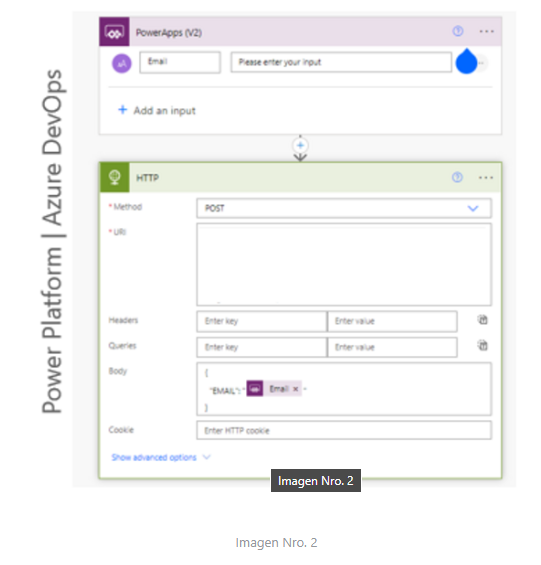 Power Platform | Azure DevOps
PowerApps (V2)
Email
Please enter your input
+ Add an input
HTTP
* Method
POST
* URI
Headers
Enter key
Enter value
Queries
Enter key
Enter value
Body
{
"EMAIL": " Email × "
}
Cookie
Enter HTTP cookie
Show advanced options
Imagen Nro. 2
Imagen Nro. 2